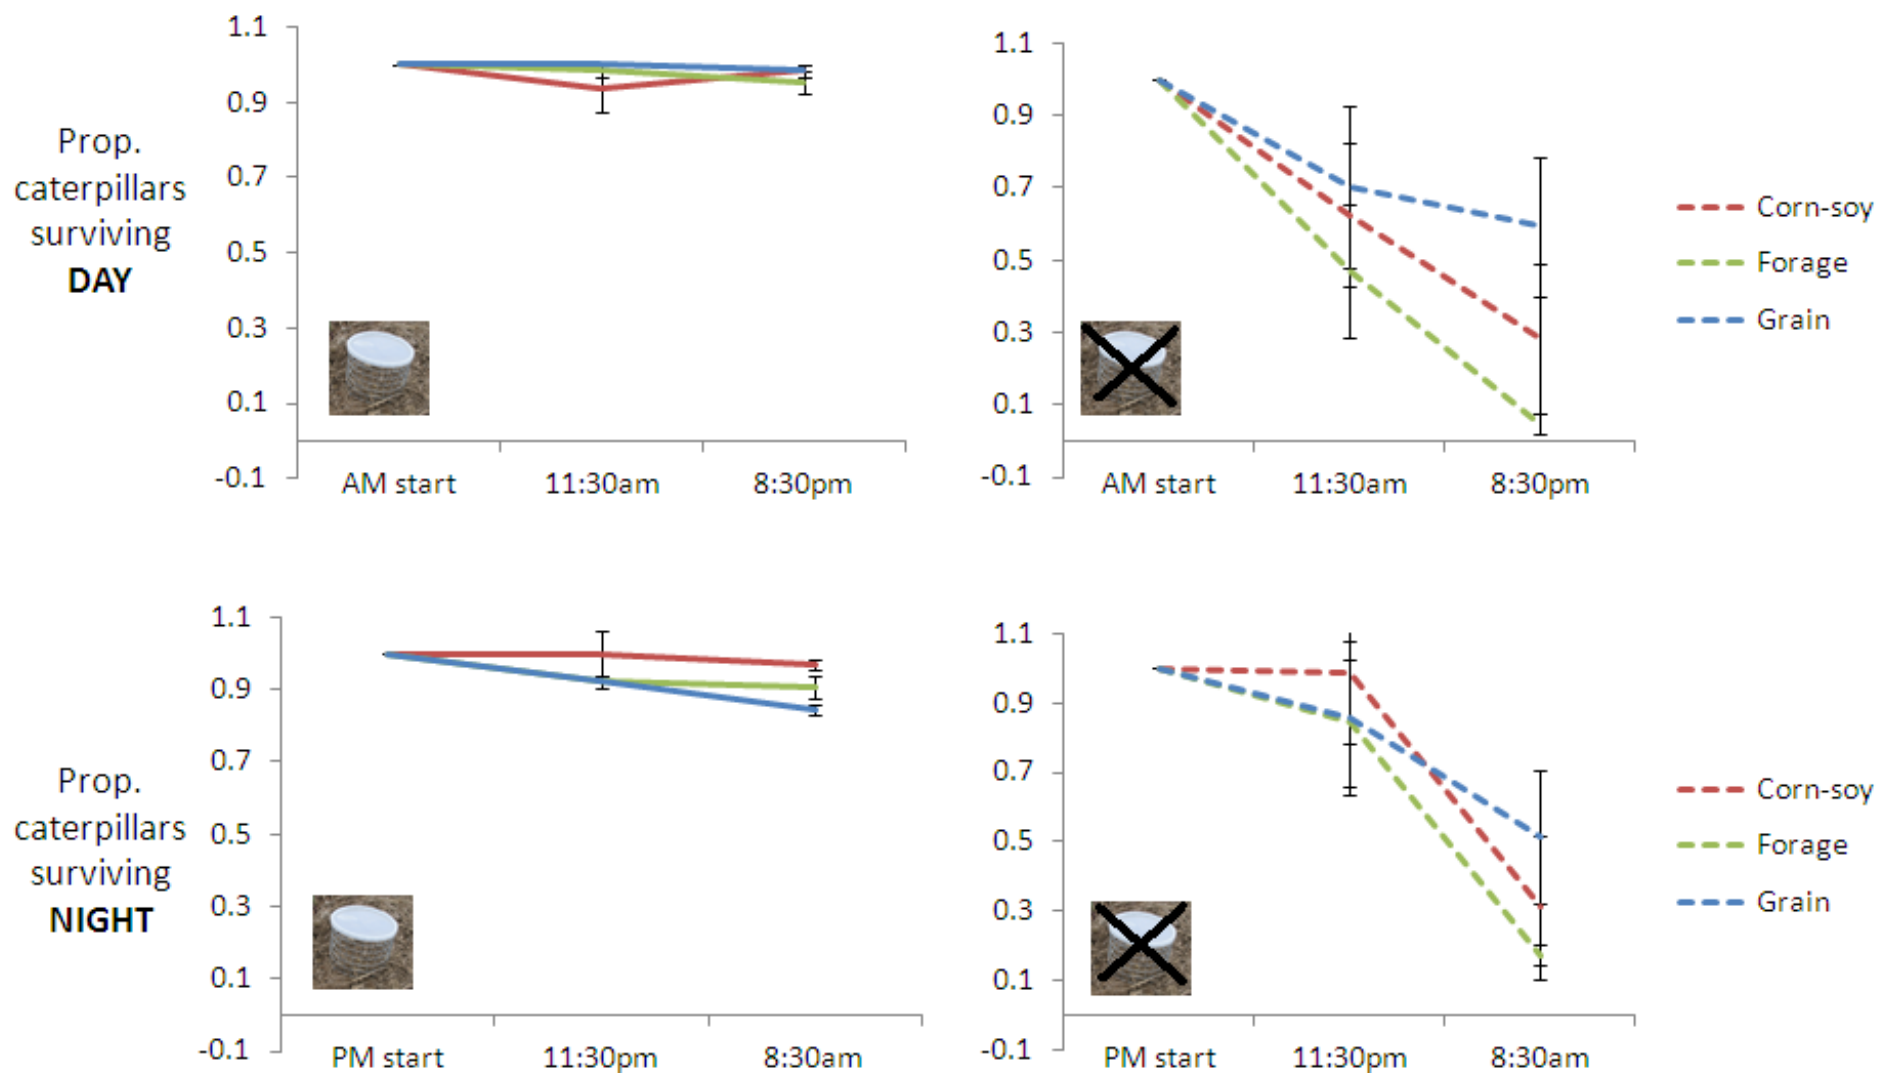 1.1
0.9
0.7
0.5
0.3
0.1
-0.1
Prop.
caterpillars
surviving
DAY
AM start 11:30am 8:30pm
1.1
0.9
0.7
0.5
0.3
0.1
-0.1
AM start 11:30am 8:30pm
Corn-soy
Forage
Grain
1.1
0.9
0.7
0.5
0.3
0.1
-0.1
Prop.
caterpillars
surviving
NIGHT
PM start 11:30pm 8:30am
1.1
0.9
0.7
0.5
0.3
0.1
-0.1
PM start 11:30pm 8:30am
Corn-soy
Forage
Grain